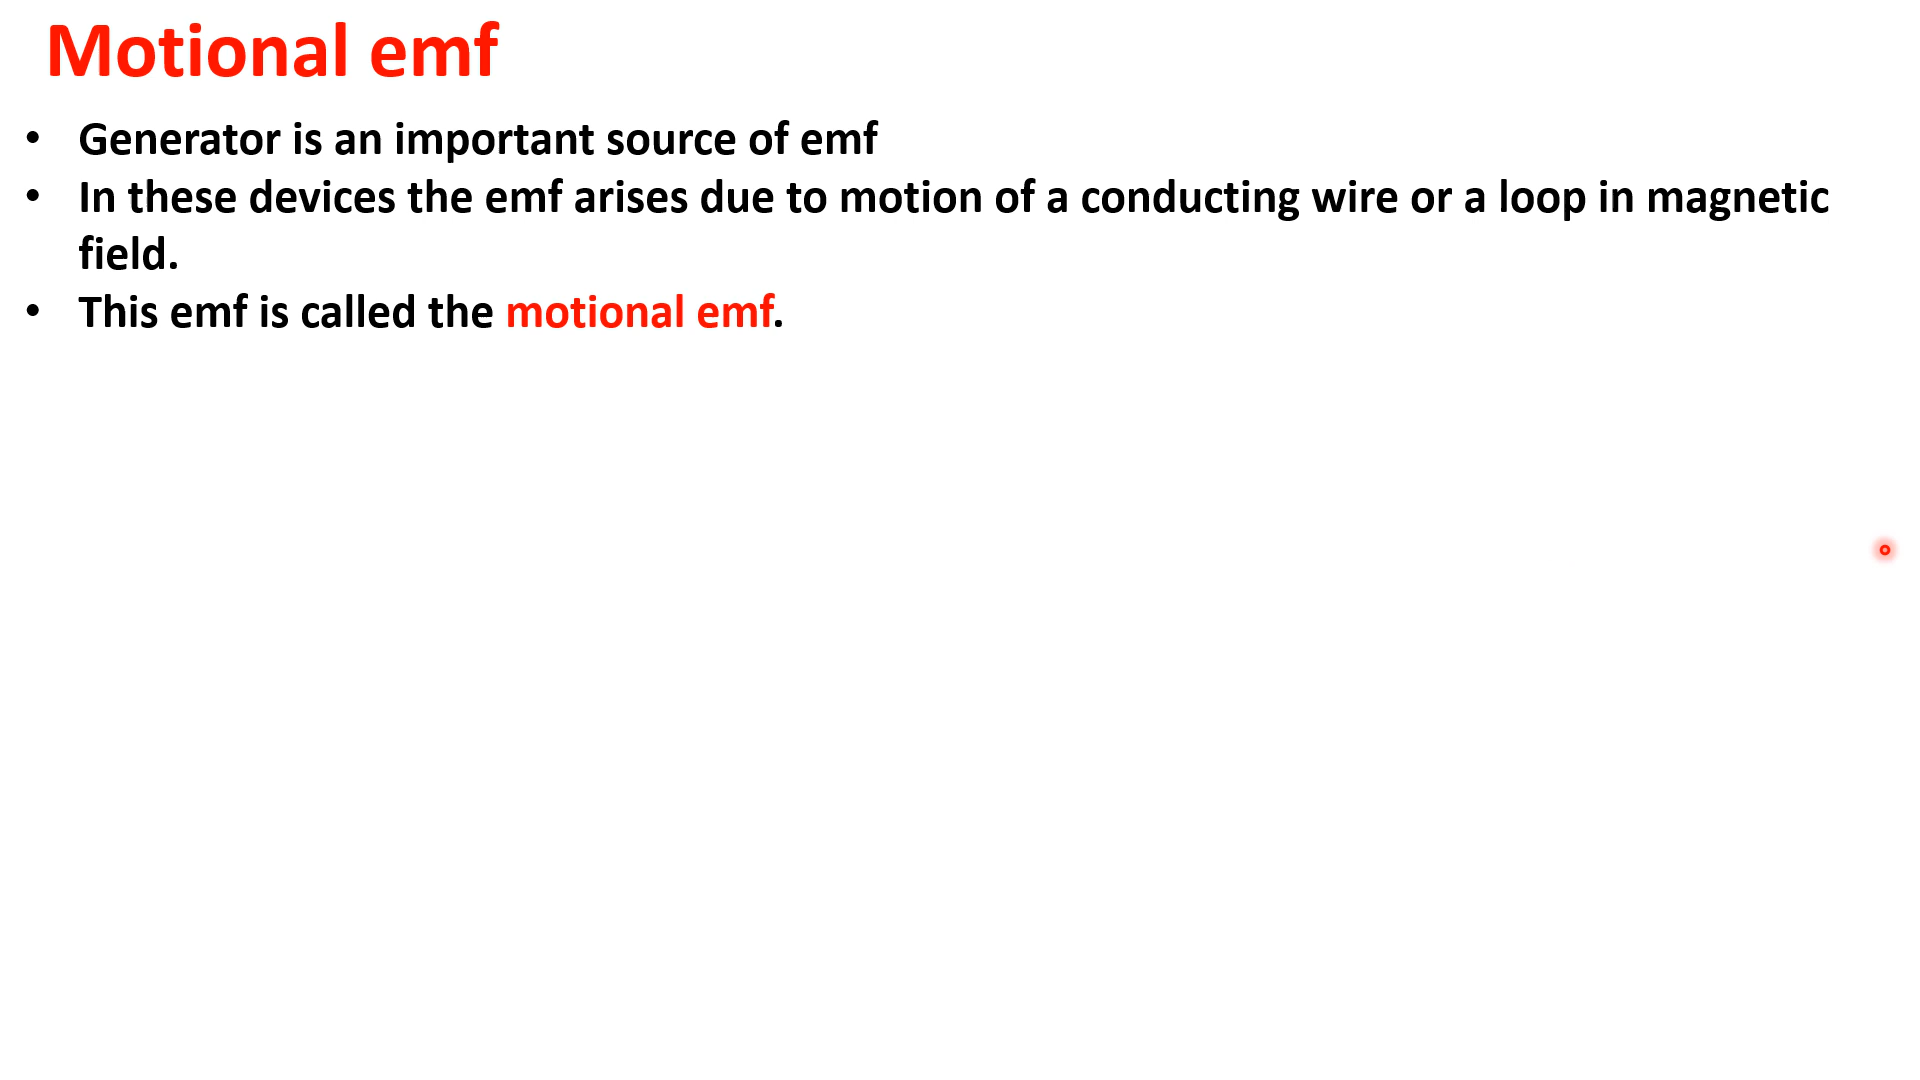 Motional emf
• Generator is an important source of emf
• In these devices the emf arises due to motion of a conducting wire or a loop in magnetic
field.
• This emf is called the motional emf.